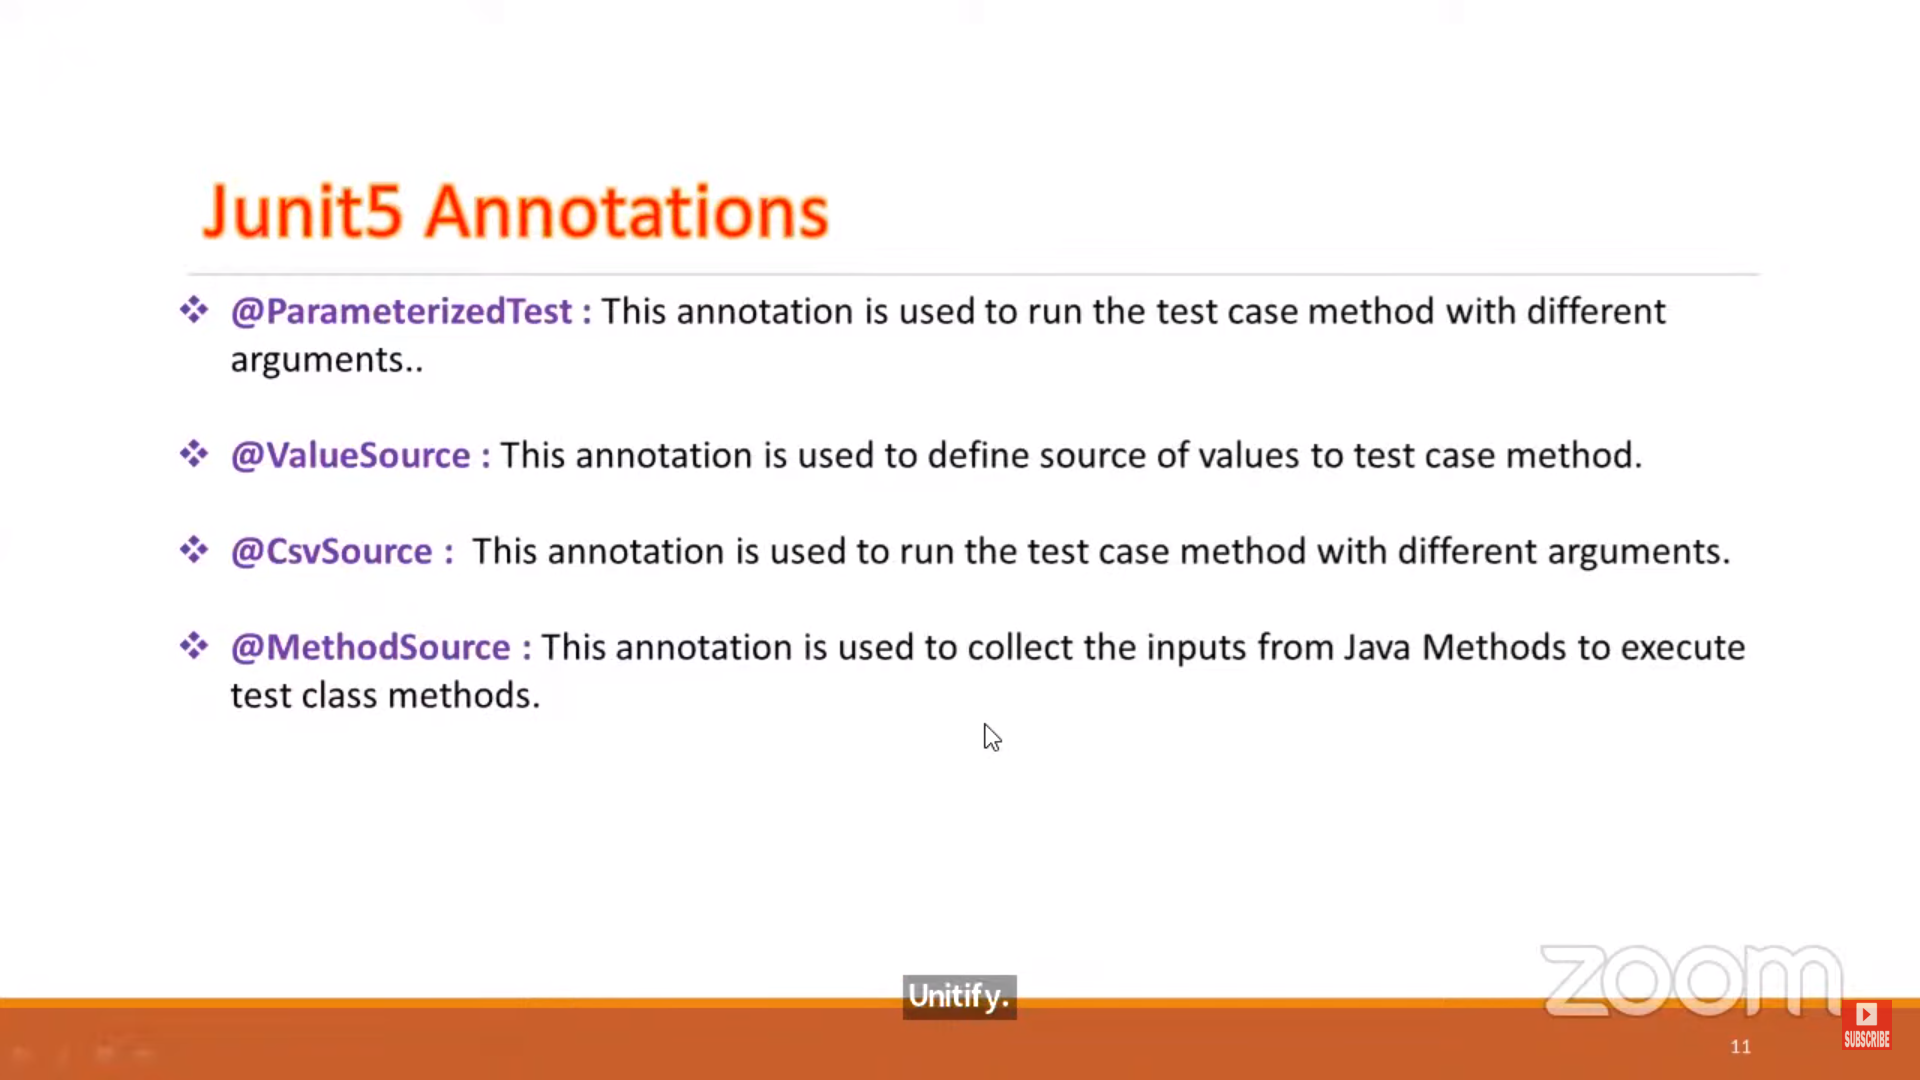 Junit5 Annotations
❖ @ParameterizedTest : This annotation is used to run the test case method with different
arguments..
❖ @ValueSource : This annotation is used to define source of values to test case method.
❖ @CsvSource : This annotation is used to run the test case method with different arguments.
❖ @MethodSource : This annotation is used to collect the inputs from Java Methods to execute
test class methods.
zoom
Unitify.
SUBSCRIBE
11